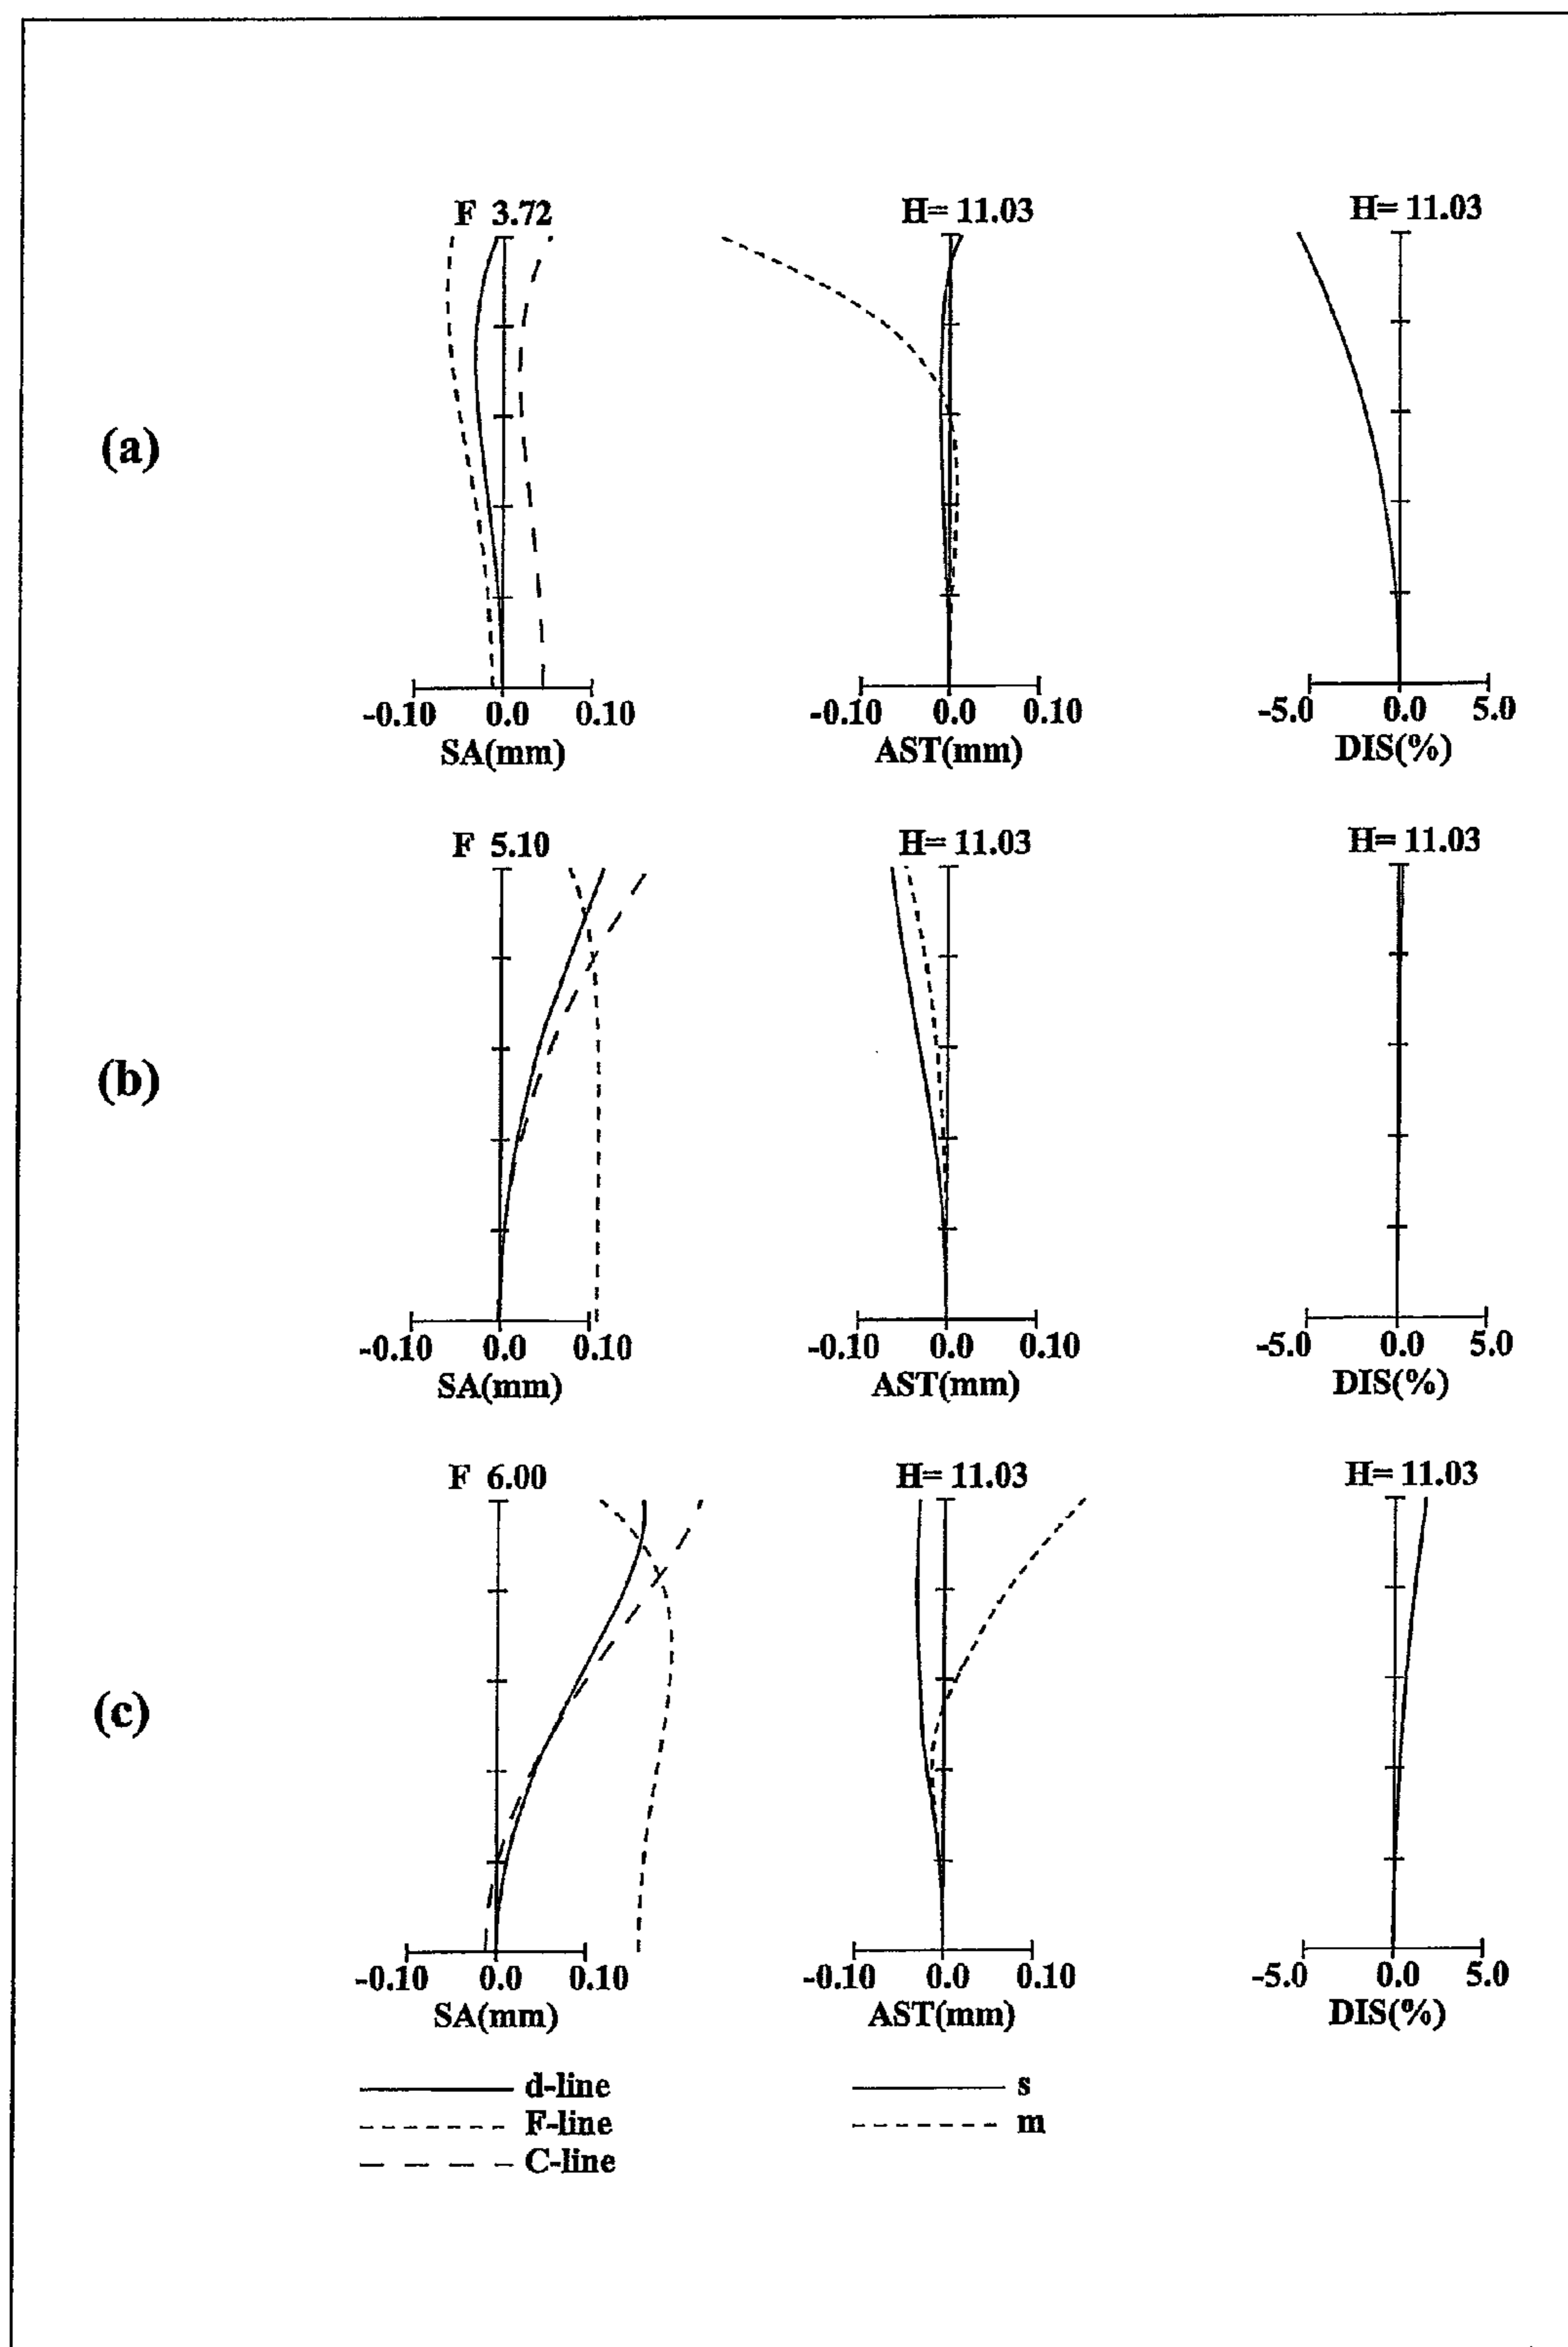 F 3.72 H= 11.03 H= 11.03
(a)
-0.10 0.0 0.10 -0.10 0.0 0.10 -5.0 0.0 5.0
SA(mm) AST(mm) DIS(%)
F 5.10 H= 11.03 H= 11.03
(b)
-0.10 0.0 0.10 -0.10 0.0 0.10 -5.0 0.0 5.0
SA(mm) AST(mm) DIS(%)
F 6.00 H= 11.03 H= 11.03
(c)
-0.10 0.0 0.10 -0.10 0.0 0.10 -5.0 0.0 5.0
SA(mm) AST(mm) DIS(%)
d-line s
F-line m
C-line